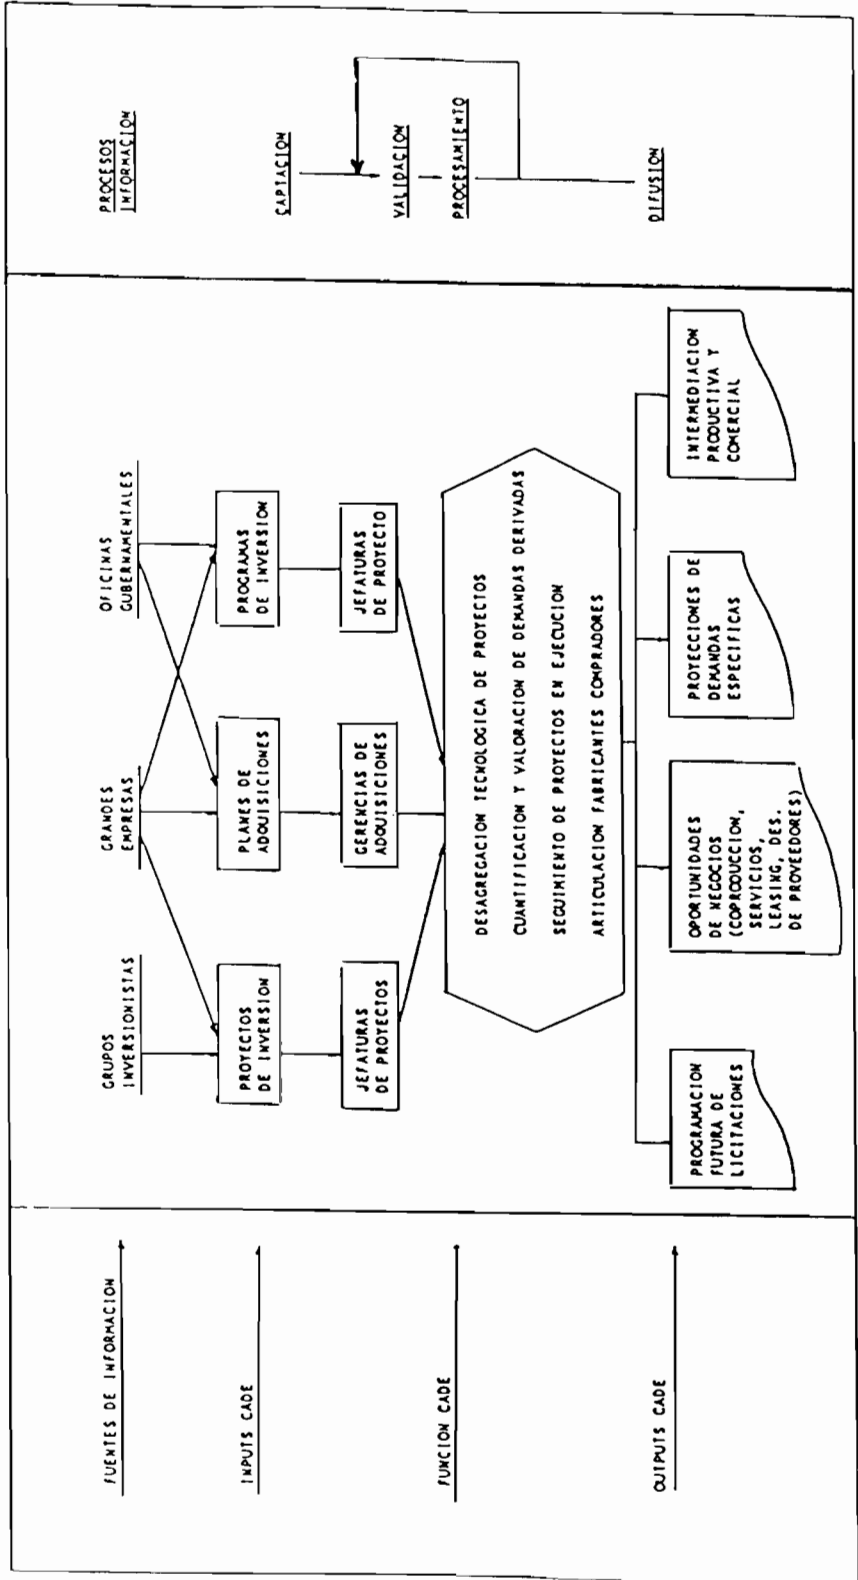 FUENTES DE INFORMACION
INPUTS CADE
FUNCION CADE
OUTPUTS CADE
GRUPOS
INVERSIONISTAS
GRANDES
EMPRESAS
OFICINAS
GUBERNAMENTALES
PROYECTOS
DE INVERSION
PLANES DE
ADQUISICIONES
PROGRAMAS
DE INVERSION
JEFATURAS
DE PROYECTOS
GERENCIAS DE
ADQUISICIONES
JEFATURAS
DE PROYECTO
DESAGREGACION TECNOLOGICA DE PROYECTOS
CUANTIFICACION Y VALORACION DE DEMANDAS DERIVADAS
SEGUIMIENTO DE PROYECTOS EN EJECUCION
ARTICULACION FABRICANTES COMPRADORES
PROGRAMACION
FUTURA DE
LICITACIONES
OPORTUNIDADES
DE NEGOCIOS
(COPRODUCCION,
SERVICIOS,
LEASING, DES.
DE PROVEEDORES)
PROYECCIONES DE
DEMANDAS
ESPECIFICAS
INTERMEDIACION
PRODUCTIVA Y
COMERCIAL
PROCESOS
INFORMACION
CAPTACION
VALIDACION
PROCESAMIENTO
DIFUSION